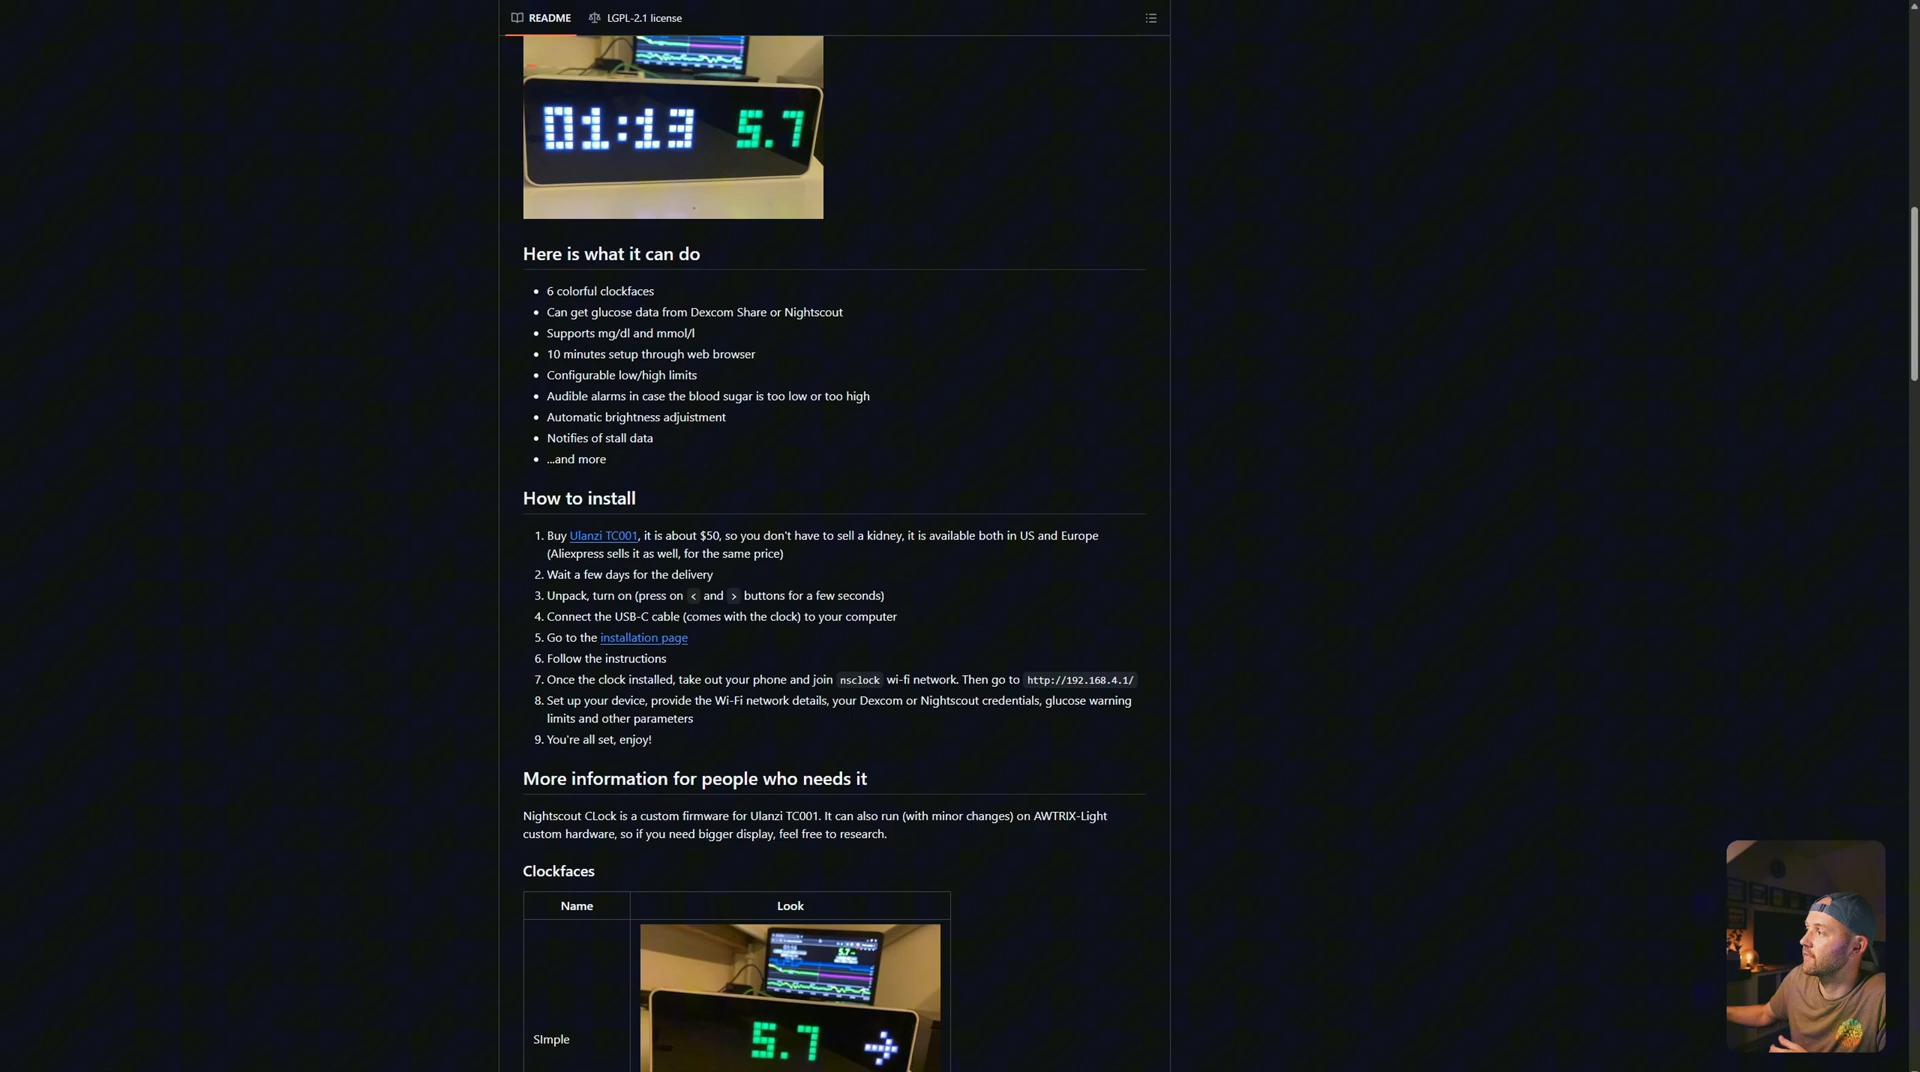 README
LGPL-2.1 license
01:13 5.7
Here is what it can do
6 colorful clockfaces
Can get glucose data from Dexcom Share or Nightscout
Supports mg/dl and mmol/l
10 minutes setup through web browser
Configurable low/high limits
Audible alarms in case the blood sugar is too low or too high
Automatic brightness adjuistment
Notifies of stall data
...and more
How to install
1. Buy Ulanzi TC001, it is about $50, so you don't have to sell a kidney, it is available both in US and Europe
(Aliexpress sells it as well, for the same price)
2. Wait a few days for the delivery
3. Unpack, turn on (press on < and > buttons for a few seconds)
4. Connect the USB-C cable (comes with the clock) to your computer
5. Go to the installation page
6. Follow the instructions
7. Once the clock installed, take out your phone and join nsclock wi-fi network. Then go to http://192.168.4.1/
8. Set up your device, provide the Wi-Fi network details, your Dexcom or Nightscout credentials, glucose warning
limits and other parameters
9. You're all set, enjoy!
More information for people who needs it
Nightscout CLock is a custom firmware for Ulanzi TC001. It can also run (with minor changes) on AWTRIX-Light
custom hardware, so if you need bigger display, feel free to research.
Clockfaces
Name Look
SImple
5.7